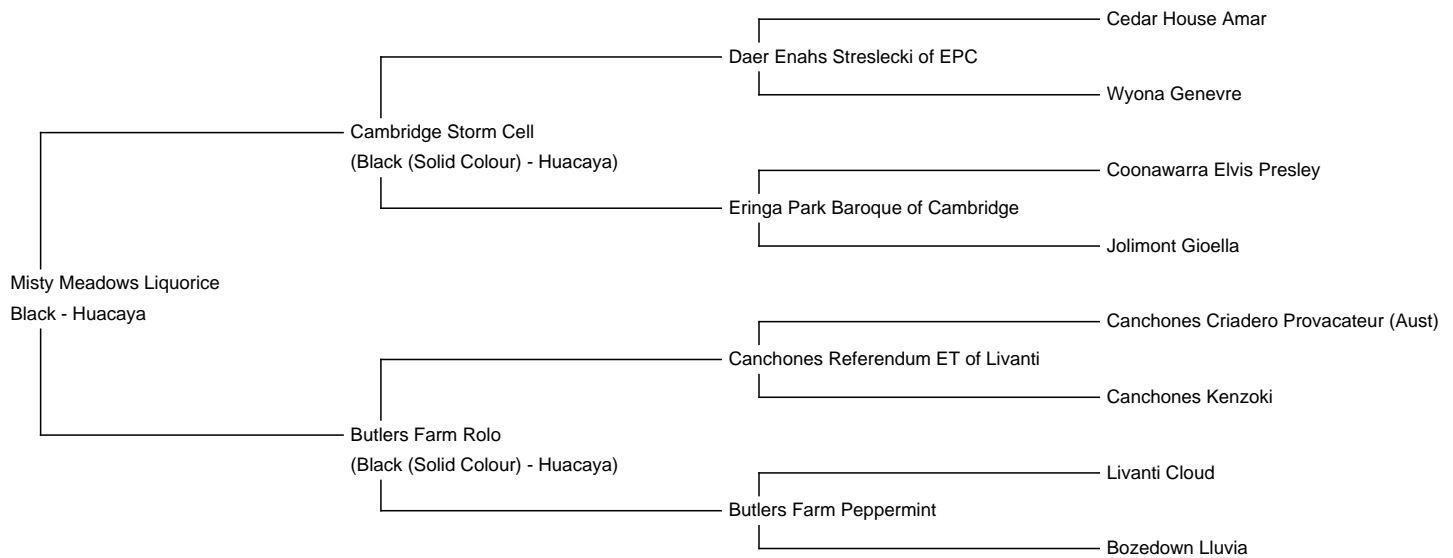 Cedar House Amar
Daer Enahs Streslecki of EPC
Wyona Genevre
Cambridge Storm Cell
(Black (Solid Colour) - Huacaya)
Coonawarra Elvis Presley
Eringa Park Baroque of Cambridge
Jolimont Gioella
Misty Meadows Liquorice
Black - Huacaya
Canchones Criadero Provacateur (Aust)
Canchones Referendum ET of Livanti
Canchones Kenzoki
Butlers Farm Rolo
(Black (Solid Colour) - Huacaya)
Livanti Cloud
Butlers Farm Peppermint
Bozedown Lluvia